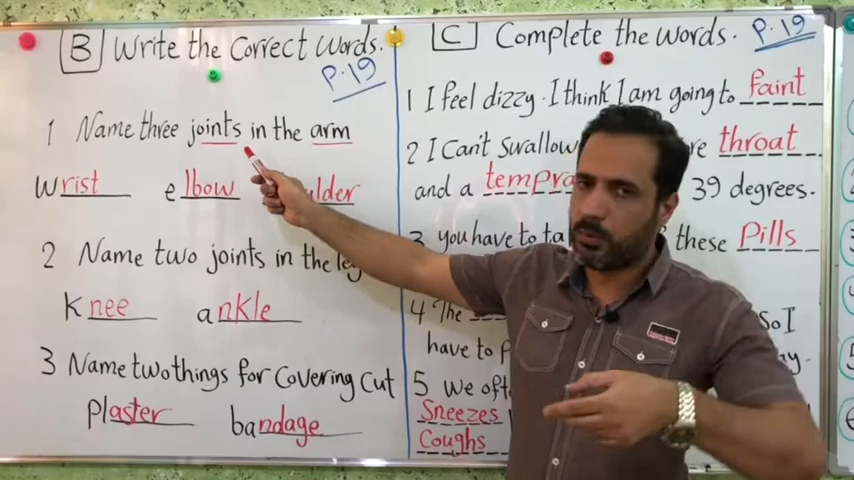 B Write the Correct Words.
P.19
1 Name three joints in the arm
wrist elbow ulder
2 Name two joints in the leg
Knee ankle
3 Name two things for Covering Cut
Plaster bandage
C Complete the words. P.19
1 I feel dizzy. I think I am going to faint
2 I Can't Swallow re throat
and a tempra 39 degrees.
3 you have to ta these Pills
4 The So I
have to
5 we oft
Sneezes
Coughs